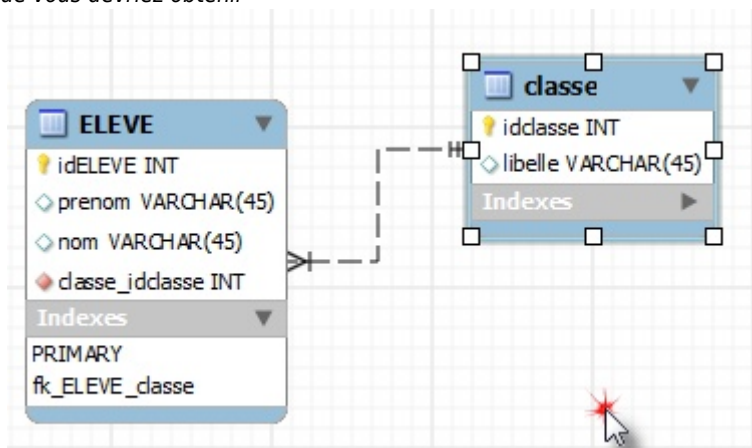 que vous devriez obtenir.
ELEVE
idELEVE INT
prenom VARCHAR(45)
nom VARCHAR(45)
classe_idclasse INT
Indexes
PRIMARY
fk_ELEVE_classe
classe
idclasse INT
libelle VARCHAR(45)
Indexes